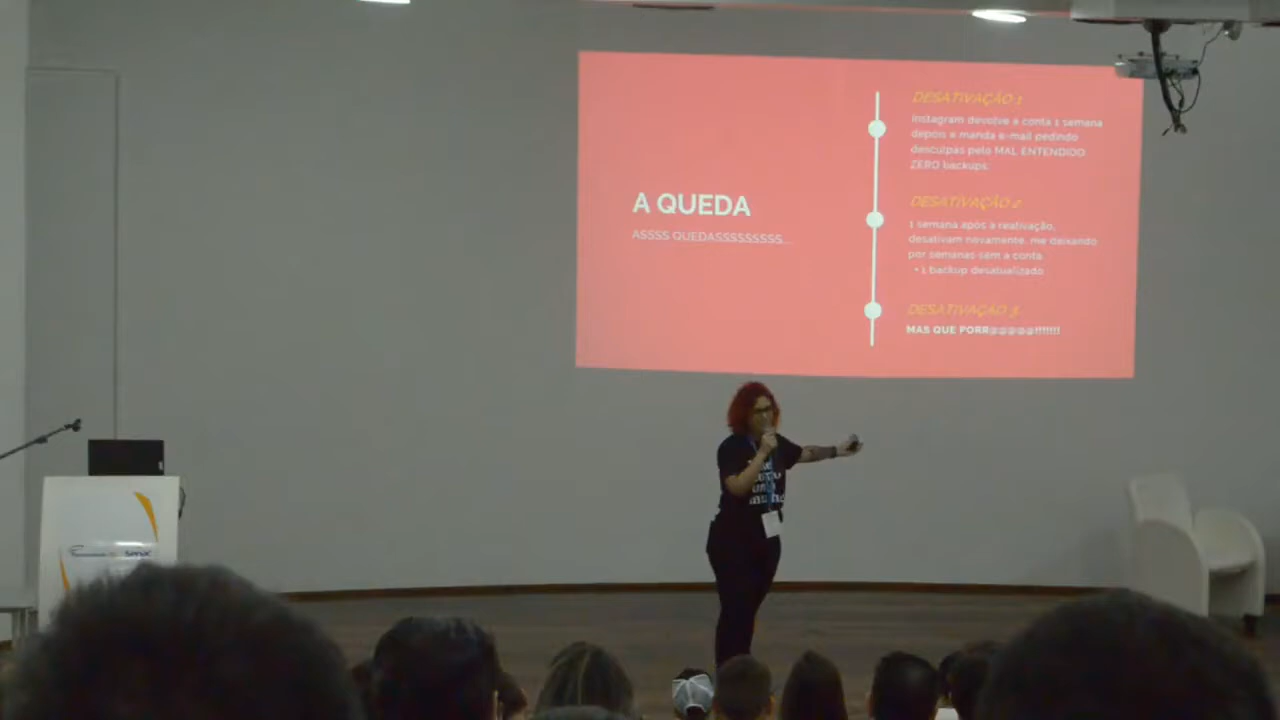 A QUEDA
ASSSS QUEDASSSSSSSSS...
DESATIVAÇÃO 1
Instagram devolve a conta 1 semana
depois e manda e-mail pedindo
desculpas pelo MAL ENTENDIDO
ZERO backups.
DESATIVAÇÃO 2
1 semana após a reativação,
desativam novamente, me deixando
por semanas sem a conta
• 1 backup desatualizado
DESATIVAÇÃO 3
MAS QUE PORR@@@@@!!!!!!!
senac